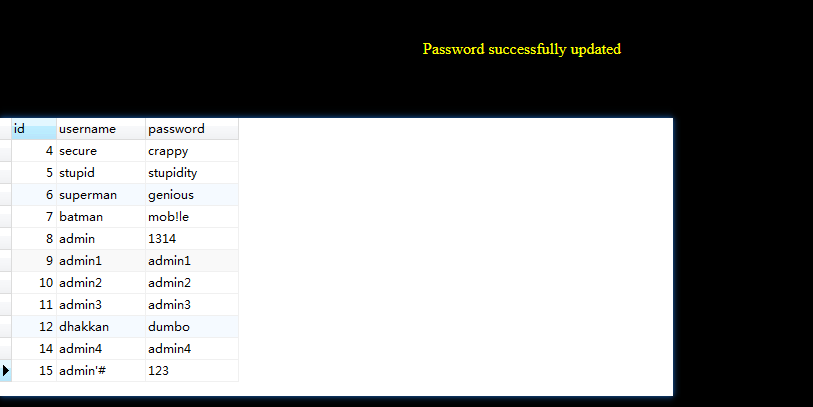 Password successfully updated
id username password
4 secure crappy
5 stupid stupidity
6 superman genious
7 batman mob!le
8 admin 1314
9 admin1 admin1
10 admin2 admin2
11 admin3 admin3
12 dhakkan dumbo
14 admin4 admin4
15 admin'# 123